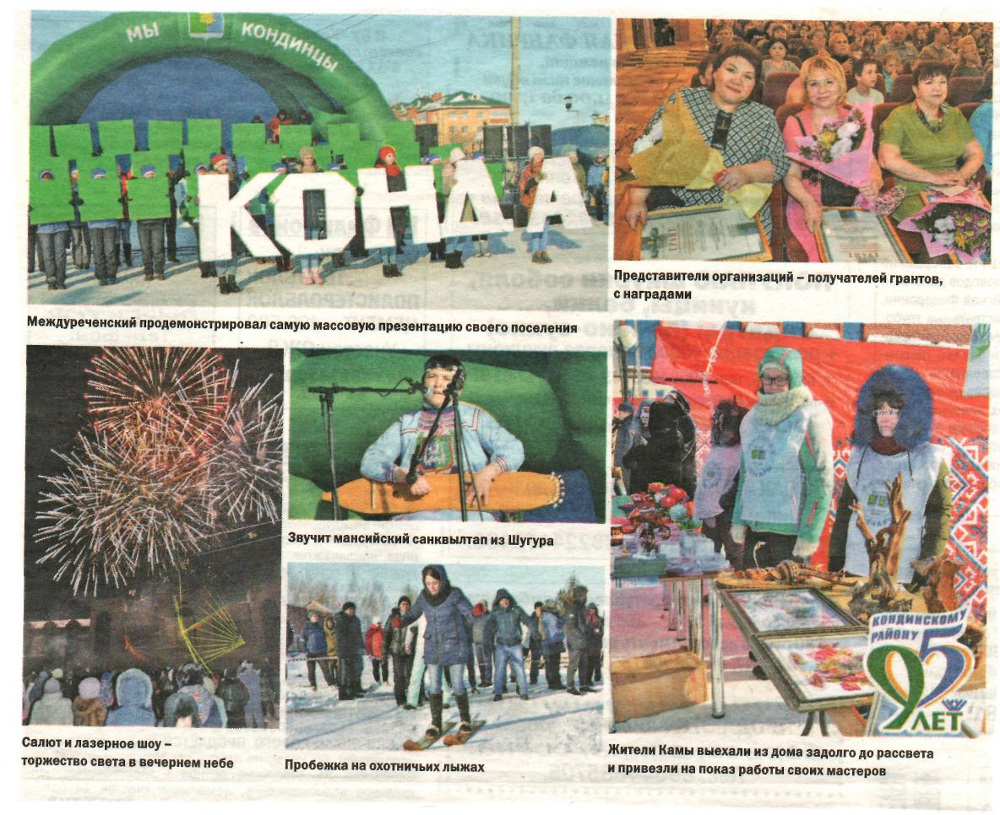 МЫ КОНДИНЦЫ
КОНДА
Междуреченский продемонстрировал самую массовую презентацию своего поселения
ГРАНТ
ГРАНТ
Представители организаций – получателей грантов,
с наградами
Салют и лазерное шоу –
торжество света в вечернем небе
Звучит мансийский санквылтап из Шугура
Пробежка на охотничьих лыжах
КОНДИНСКОМУ
РАЙОНУ
95
ЛЕТ
Жители Камы выехали из дома задолго до рассвета
и привезли на показ работы своих мастеров